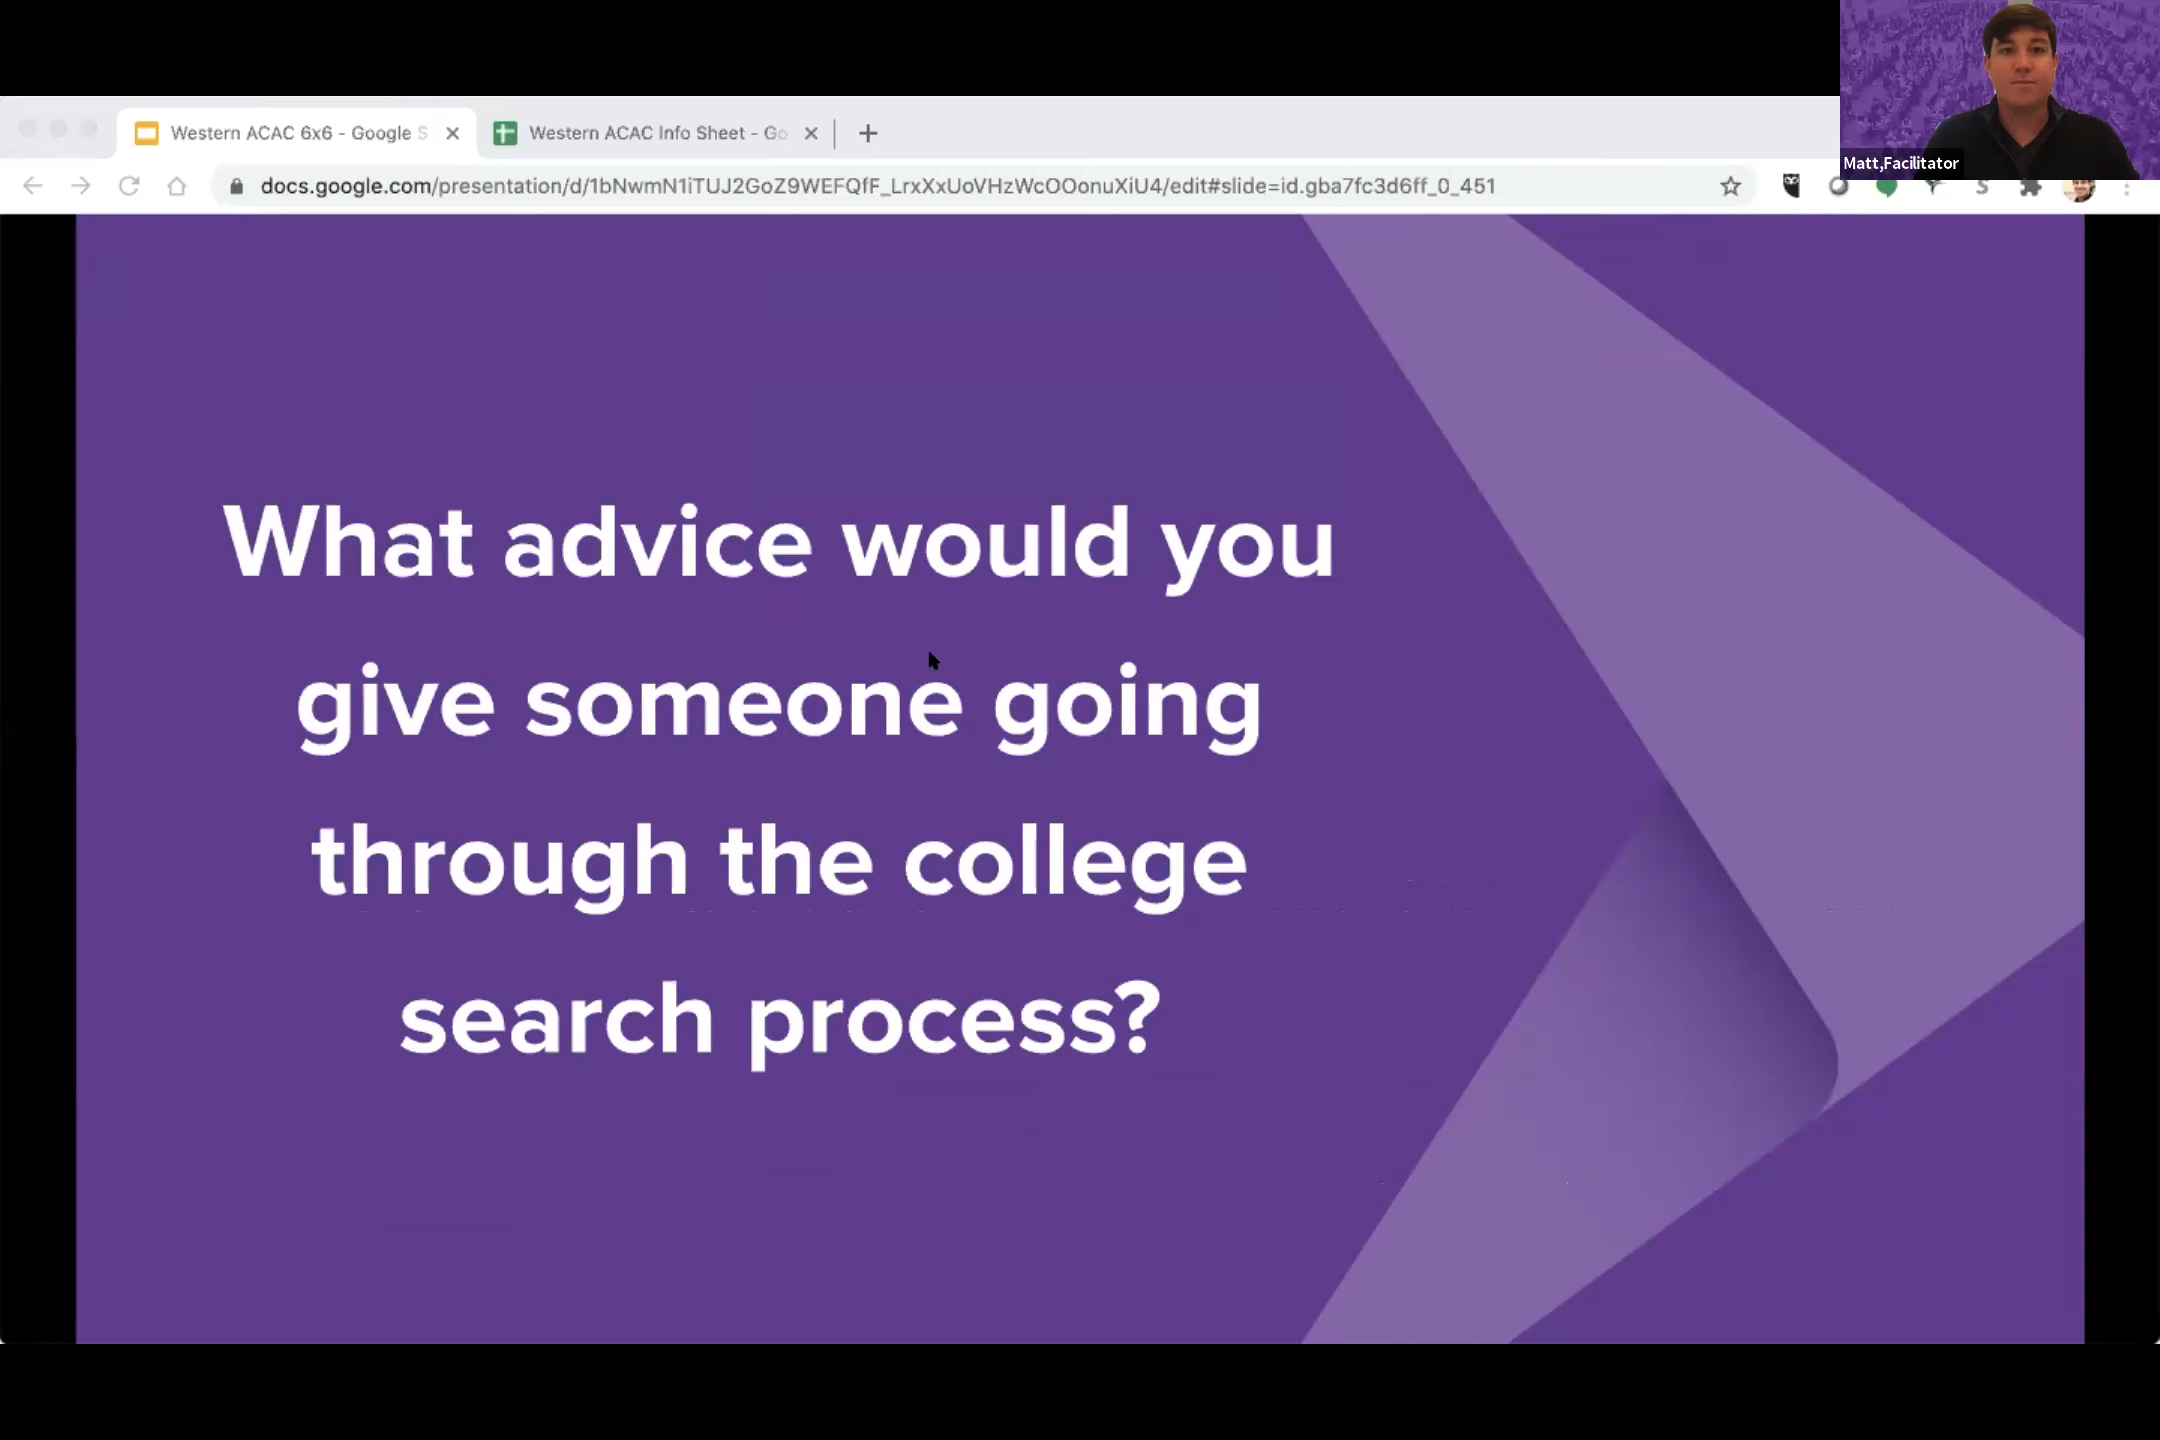 Matt,Facilitator
Western ACAC 6x6 - Google S
Western ACAC Info Sheet - Go
docs.google.com/presentation/d/1bNwmN1iTUJ2GoZ9WEFQfF_LrxXxUoVHzWcOOonuXiU4/edit#slide=id.gba7fc3d6ff_0_451
What advice would you
give someone going
through the college
search process?